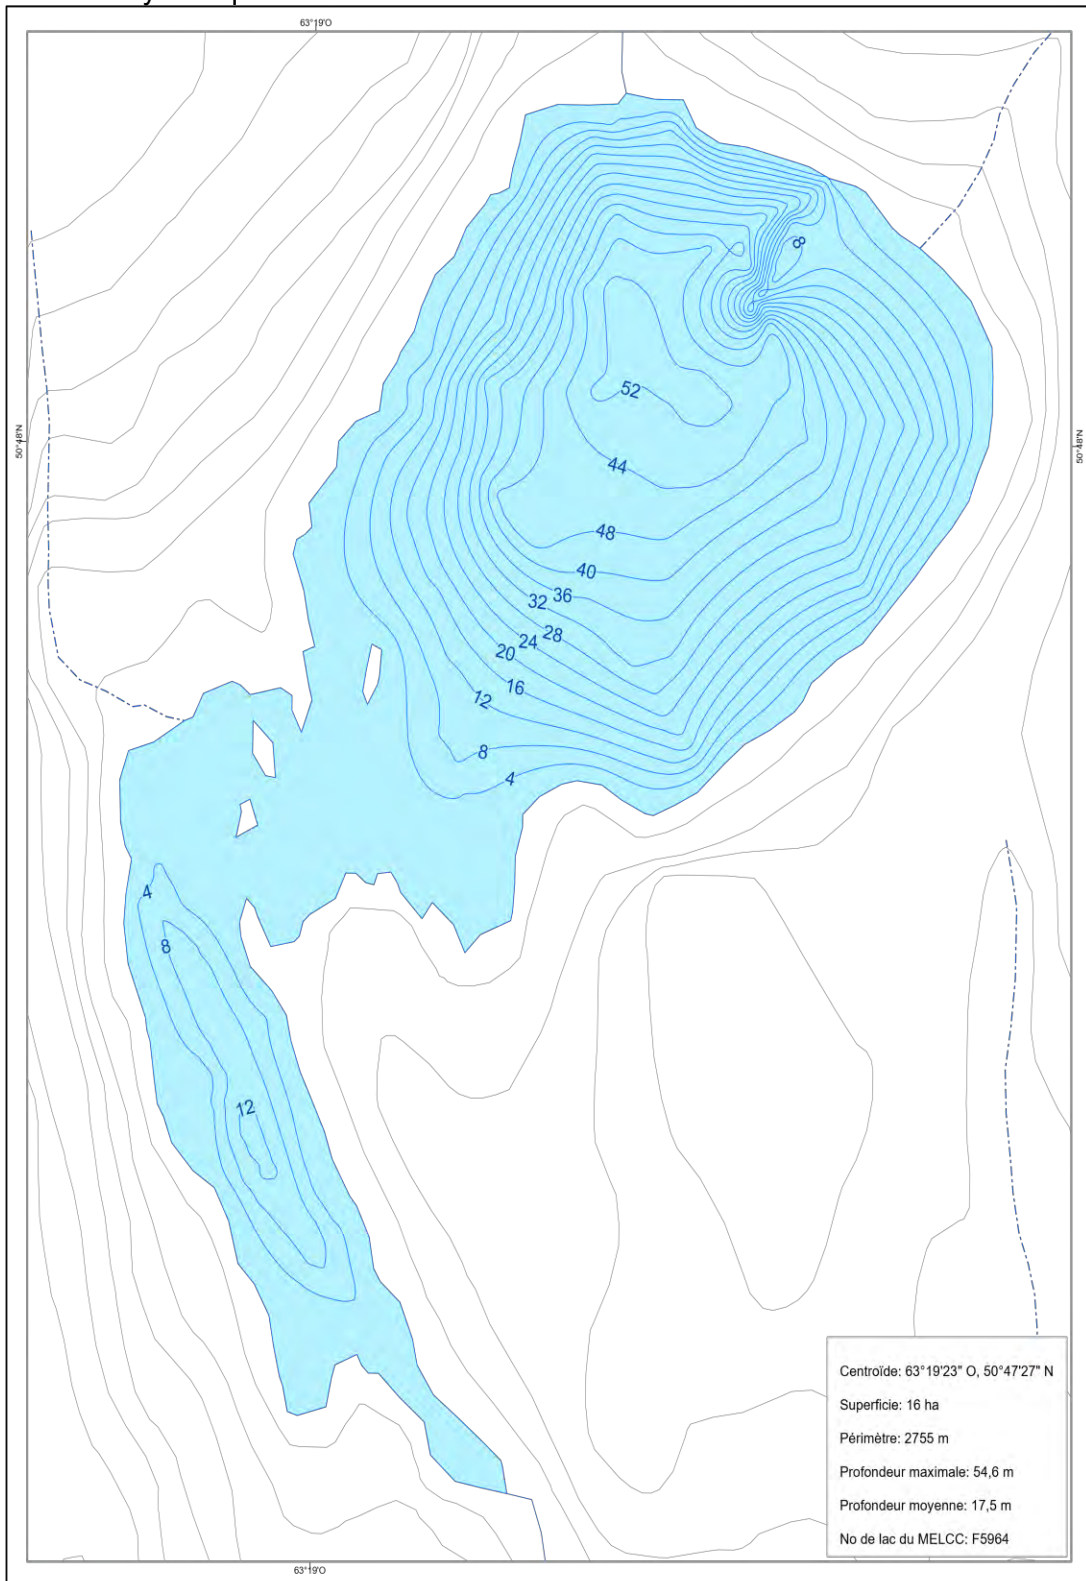 63°19'O
8
52
50°48'N
50°48'N
44
48
40
36
32
28
24
20
16
12
8
4
4
8
12
Centroïde: 63°19'23" O, 50°47'27" N
Superficie: 16 ha
Périmètre: 2755 m
Profondeur maximale: 54,6 m
Profondeur moyenne: 17,5 m
No de lac du MELCC: F5964
63°19'O